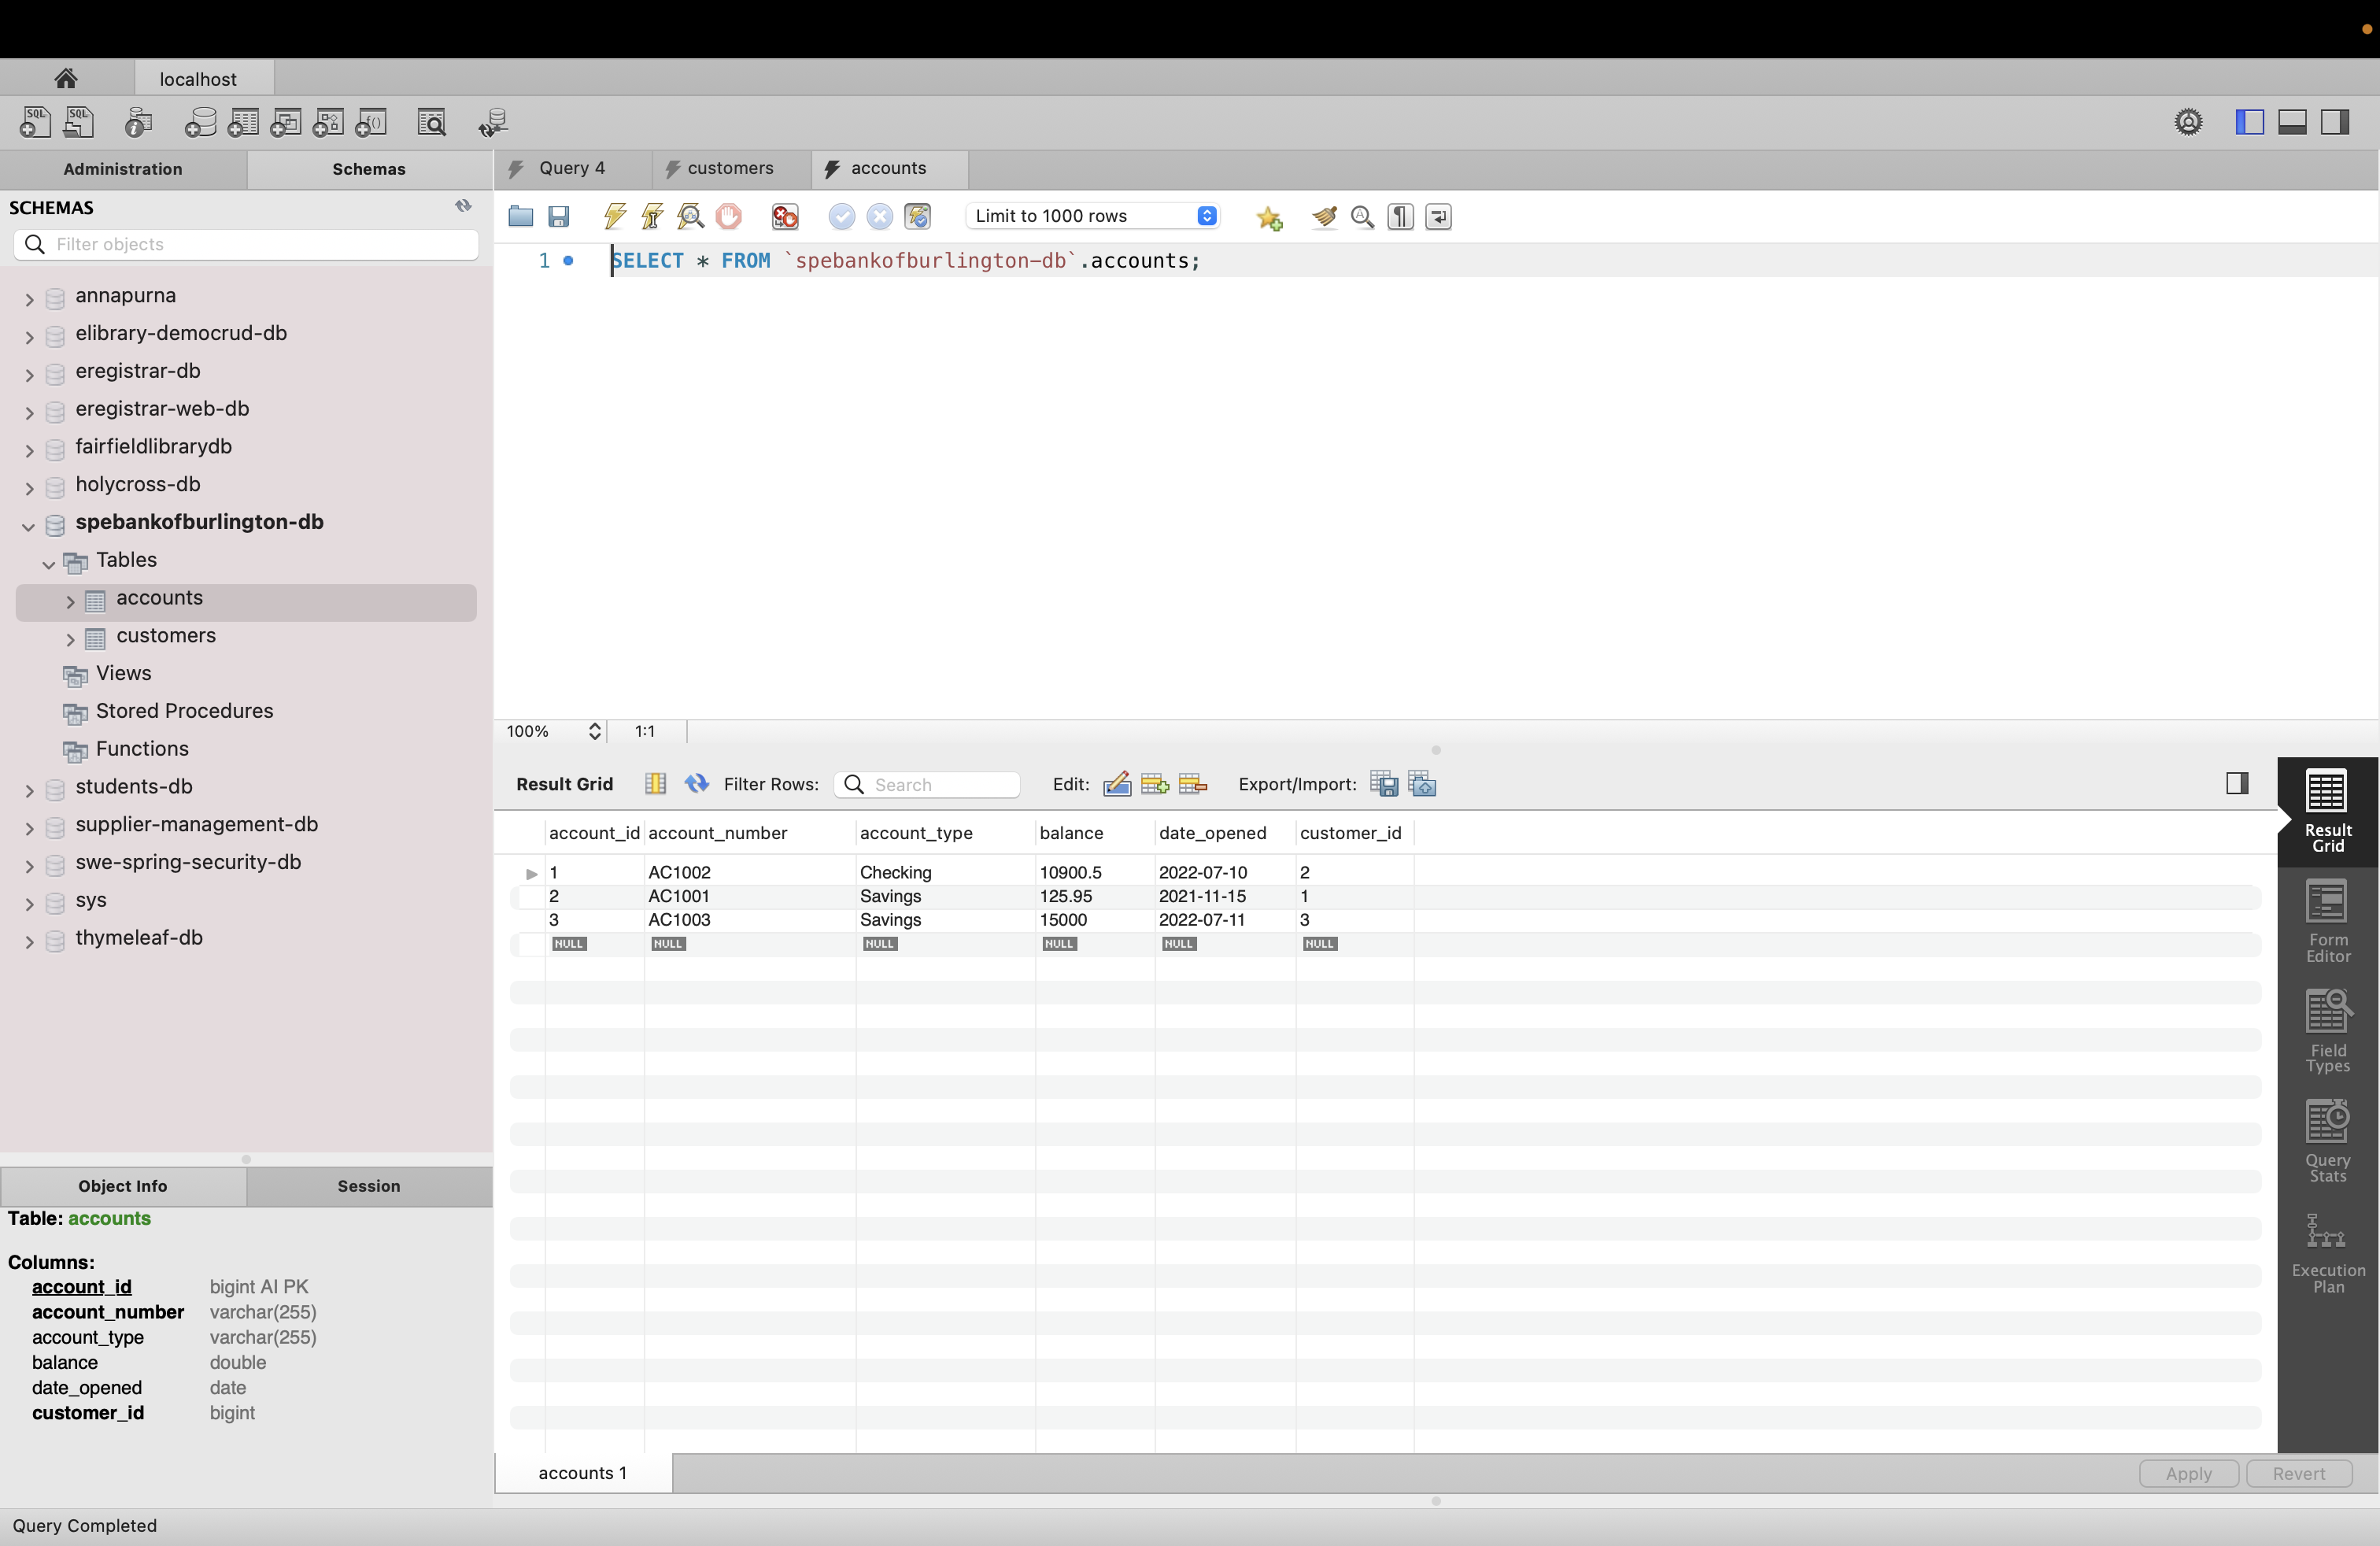 localhost
Administration
Schemas
SCHEMAS
Filter objects
annapurna
elibrary-democrud-db
eregistrar-db
eregistrar-web-db
fairfieldlibrarydb
holycross-db
spebankofburlington-db
Tables
accounts
customers
Views
Stored Procedures
Functions
students-db
supplier-management-db
swe-spring-security-db
sys
thymeleaf-db
Object Info
Session
Table: accounts
Columns:
account_id bigint AI PK
account_number varchar(255)
account_type varchar(255)
balance double
date_opened date
customer_id bigint
Query 4
customers
accounts
Limit to 1000 rows
1 SELECT * FROM `spebankofburlington-db`.accounts;
100% 1:1
Result Grid Filter Rows: Search Edit: Export/Import:
account_id account_number account_type balance date_opened customer_id
1 AC1002 Checking 10900.5 2022-07-10 2
2 AC1001 Savings 125.95 2021-11-15 1
3 AC1003 Savings 15000 2022-07-11 3
NULL NULL NULL NULL NULL NULL
Result
Grid
Form
Editor
Field
Types
Query
Stats
Execution
Plan
accounts 1
Apply
Revert
Query Completed